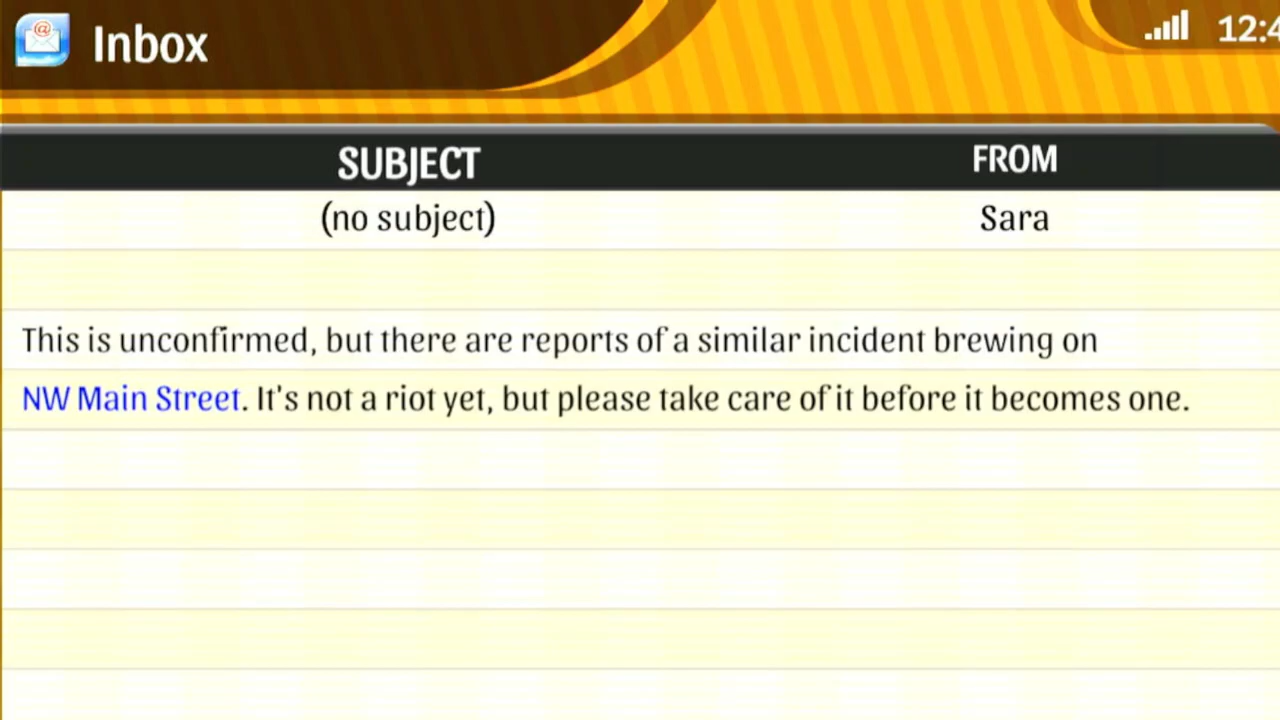 Inbox
12:4
SUBJECT FROM
(no subject) Sara
This is unconfirmed, but there are reports of a similar incident brewing on
NW Main Street. It's not a riot yet, but please take care of it before it becomes one.